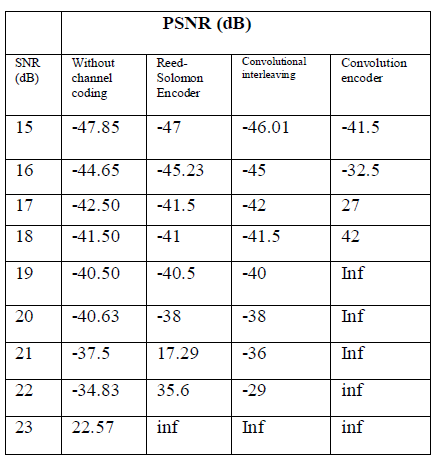 PSNR (dB)
SNR (dB) Without channel coding Reed-Solomon Encoder Convolutional interleaving Convolution encoder
15 -47.85 -47 -46.01 -41.5
16 -44.65 -45.23 -45 -32.5
17 -42.50 -41.5 -42 27
18 -41.50 -41 -41.5 42
19 -40.50 -40.5 -40 Inf
20 -40.63 -38 -38 Inf
21 -37.5 17.29 -36 Inf
22 -34.83 35.6 -29 inf
23 22.57 inf Inf inf